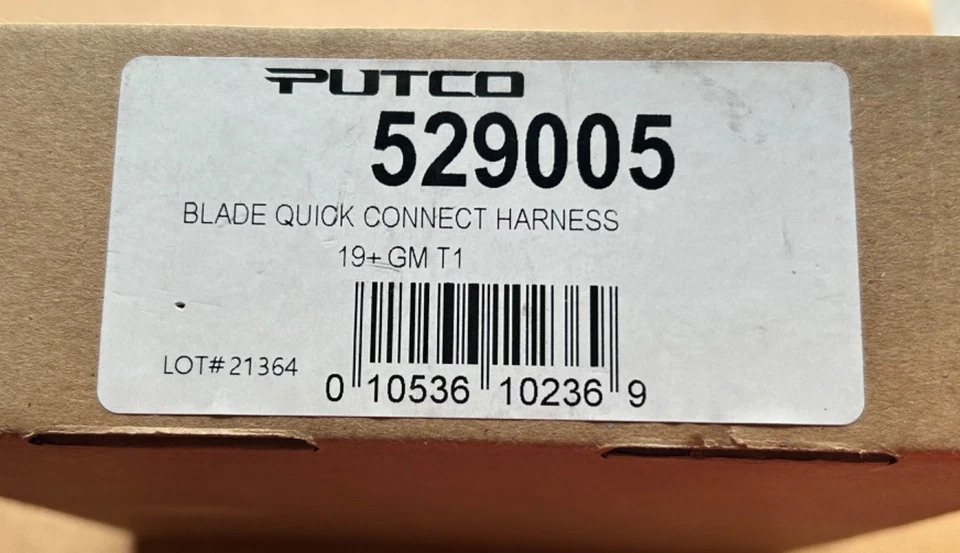 PUTCO
529005
BLADE QUICK CONNECT HARNESS
19+ GM T1
LOT# 21364
0 10536 10236 9